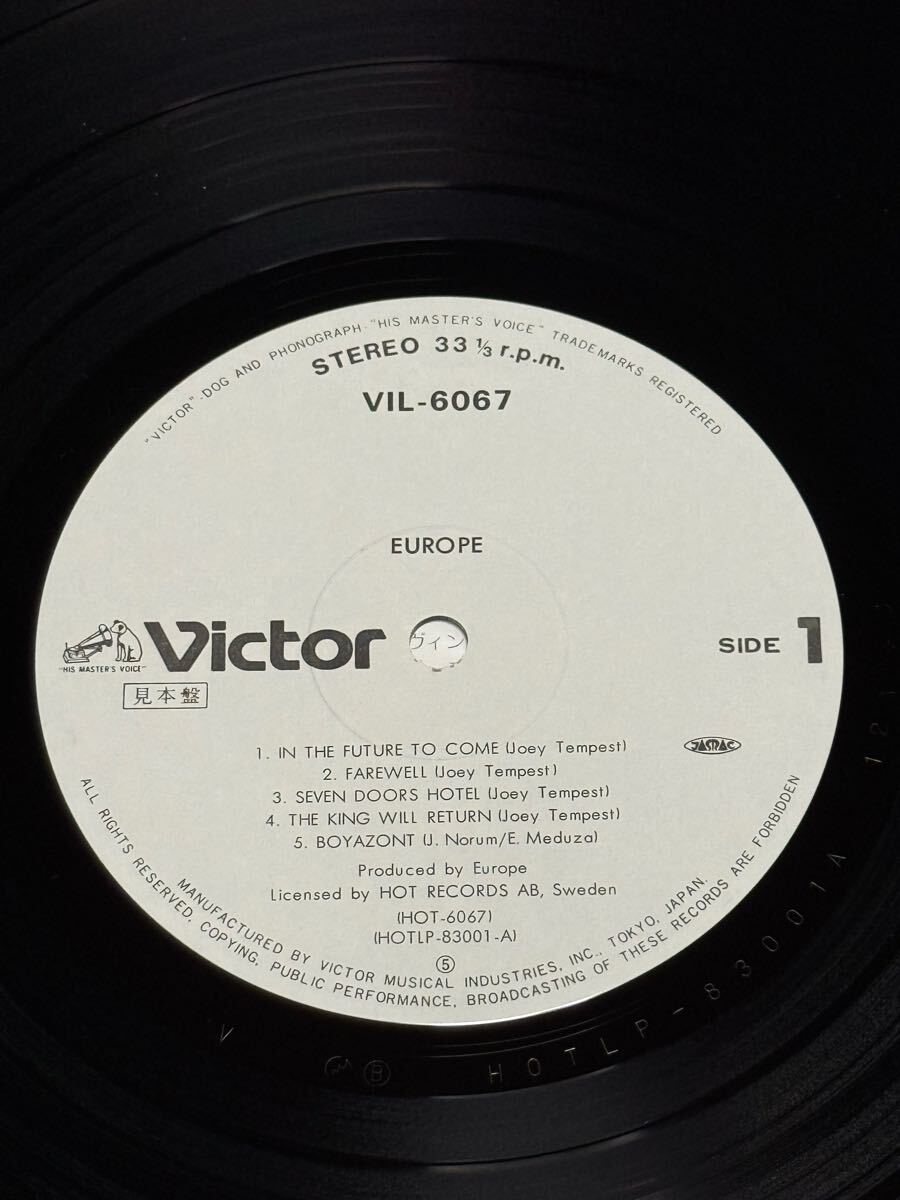 "VICTOR"-DOG AND PHONOGRAPH-"HIS MASTER'S VOICE" TRADEMARKS REGISTERED
STEREO 33 1/3 r.p.m.
VIL-6067
EUROPE
"HIS MASTER'S VOICE"
Victor
ヴィン
SIDE 1
見本盤
1. IN THE FUTURE TO COME (Joey Tempest)
JASRAC
2. FAREWELL (Joey Tempest)
3. SEVEN DOORS HOTEL (Joey Tempest)
4. THE KING WILL RETURN (Joey Tempest)
5. BOYAZONT (J. Norum/E. Meduza)
Produced by Europe
Licensed by HOT RECORDS AB, Sweden
(HOT-6067)
(HOTLP-83001-A)
⑤
MANUFACTURED BY VICTOR MUSICAL INDUSTRIES, INC., TOKYO, JAPAN.
ALL RIGHTS RESERVED. COPYING, PUBLIC PERFORMANCE, BROADCASTING OF THESE RECORDS ARE FORBIDDEN
V
B
HOTLP-83001A